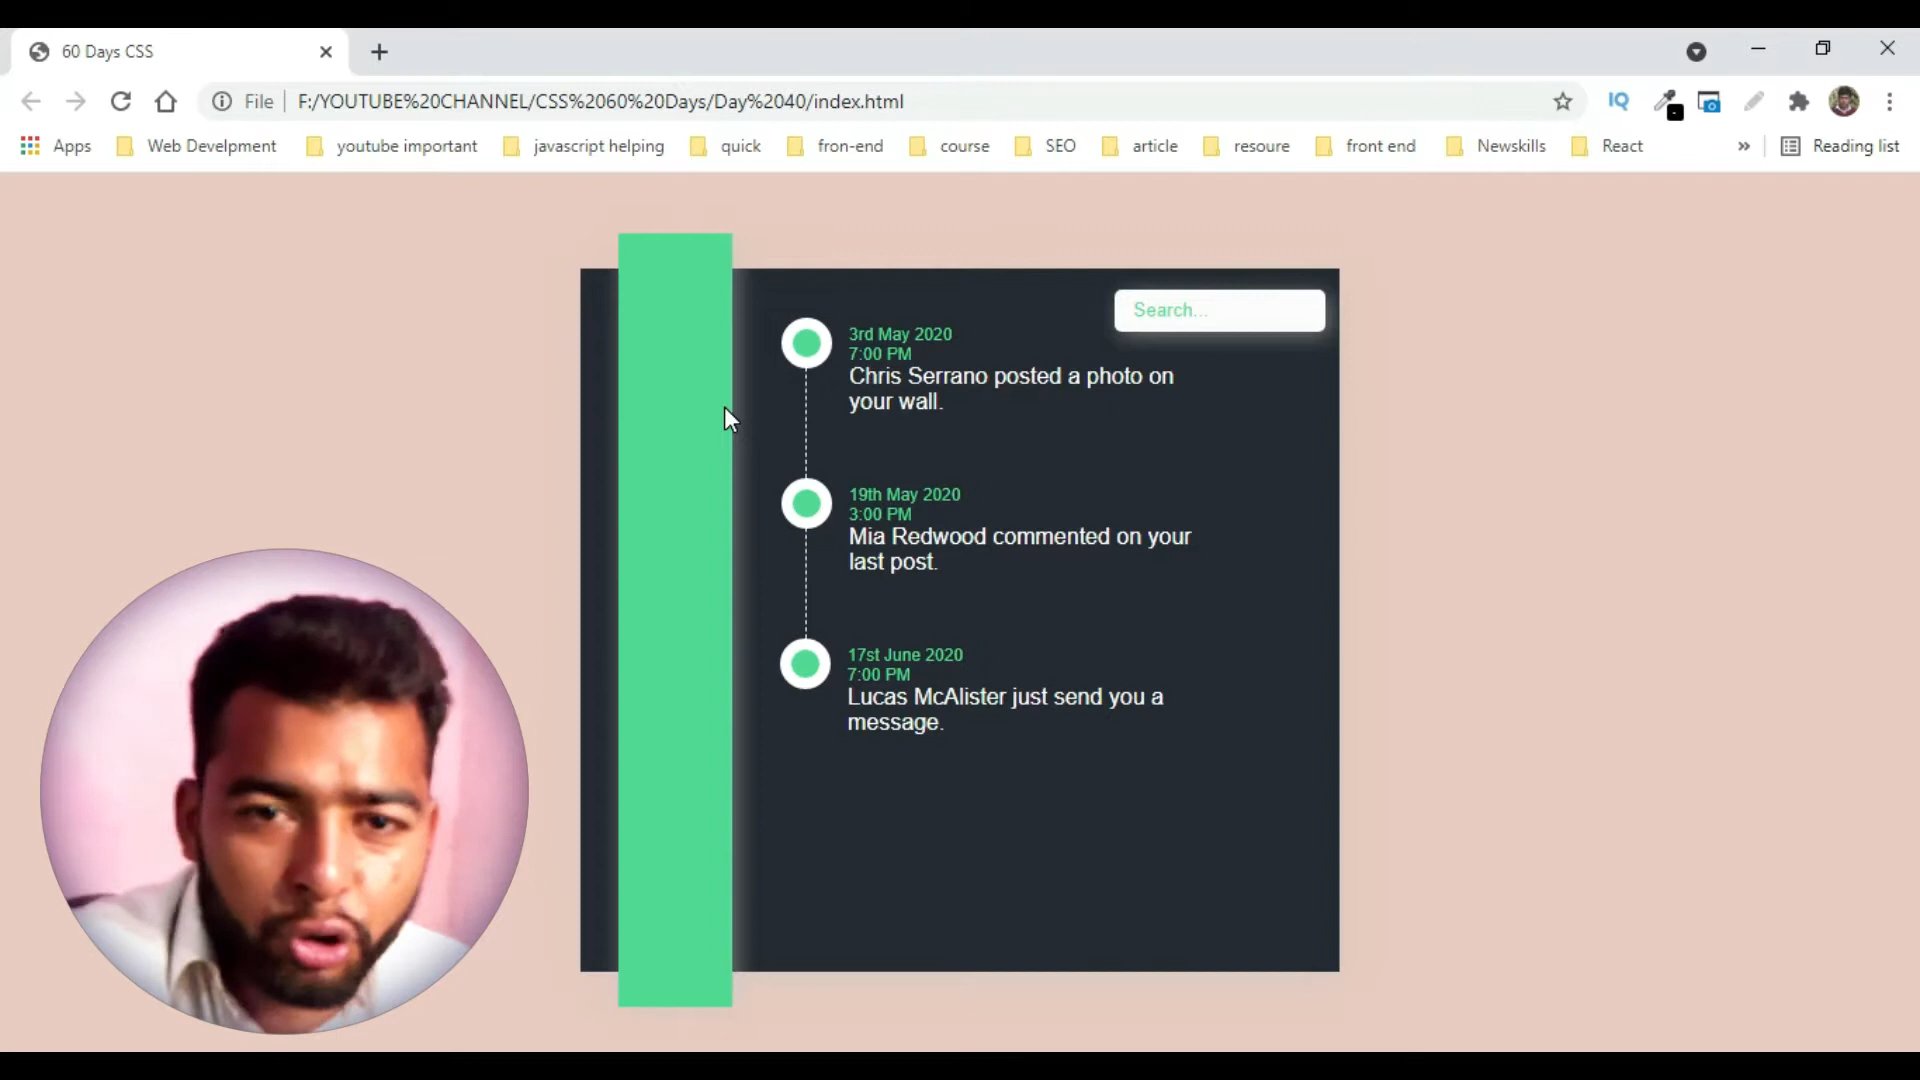 60 Days CSS
File F:/YOUTUBE%20CHANNEL/CSS%2060%20Days/Day%2040/index.html
IQ
Apps Web Develpment youtube important javascript helping quick fron-end course SEO article resoure front end Newskills React » Reading list
Search...
3rd May 2020
7:00 PM
Chris Serrano posted a photo on
your wall.
19th May 2020
3:00 PM
Mia Redwood commented on your
last post.
17st June 2020
7:00 PM
Lucas McAlister just send you a
message.